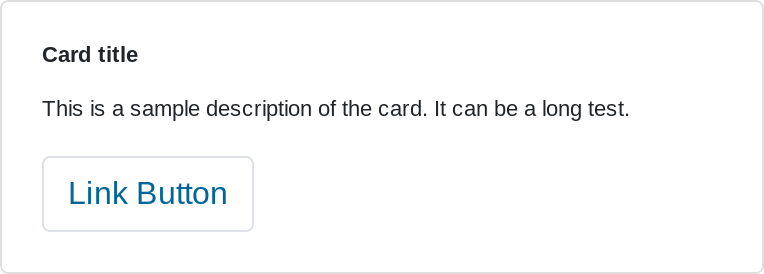 Card title
This is a sample description of the card. It can be a long test.
Link Button